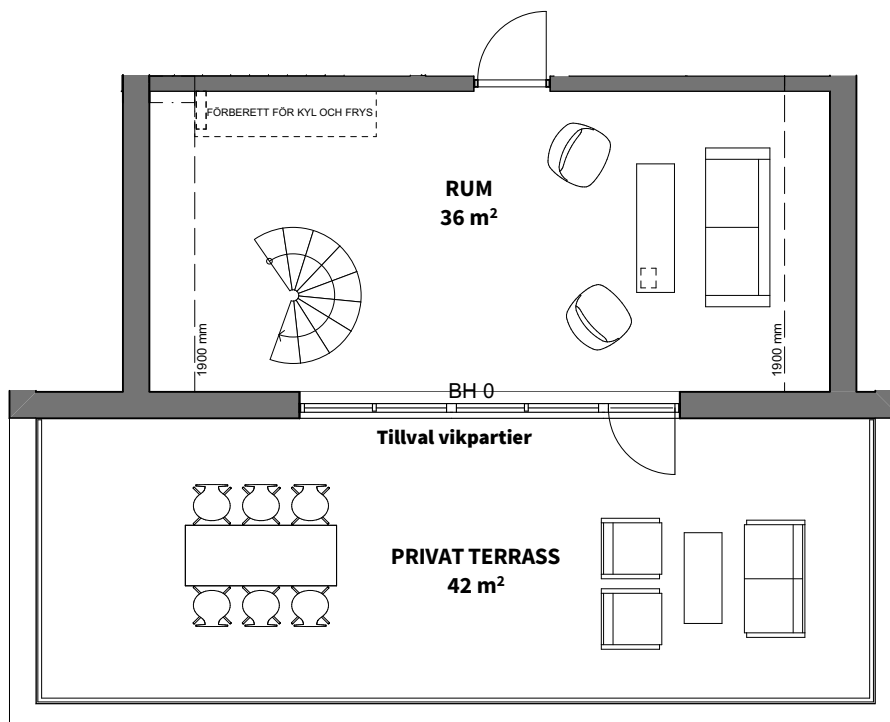 FÖRBERETT FÖR KYL OCH FRYS
RUM
36 m²
1900 mm
1900 mm
BH 0
Tillval vikpartier
PRIVAT TERRASS
42 m²